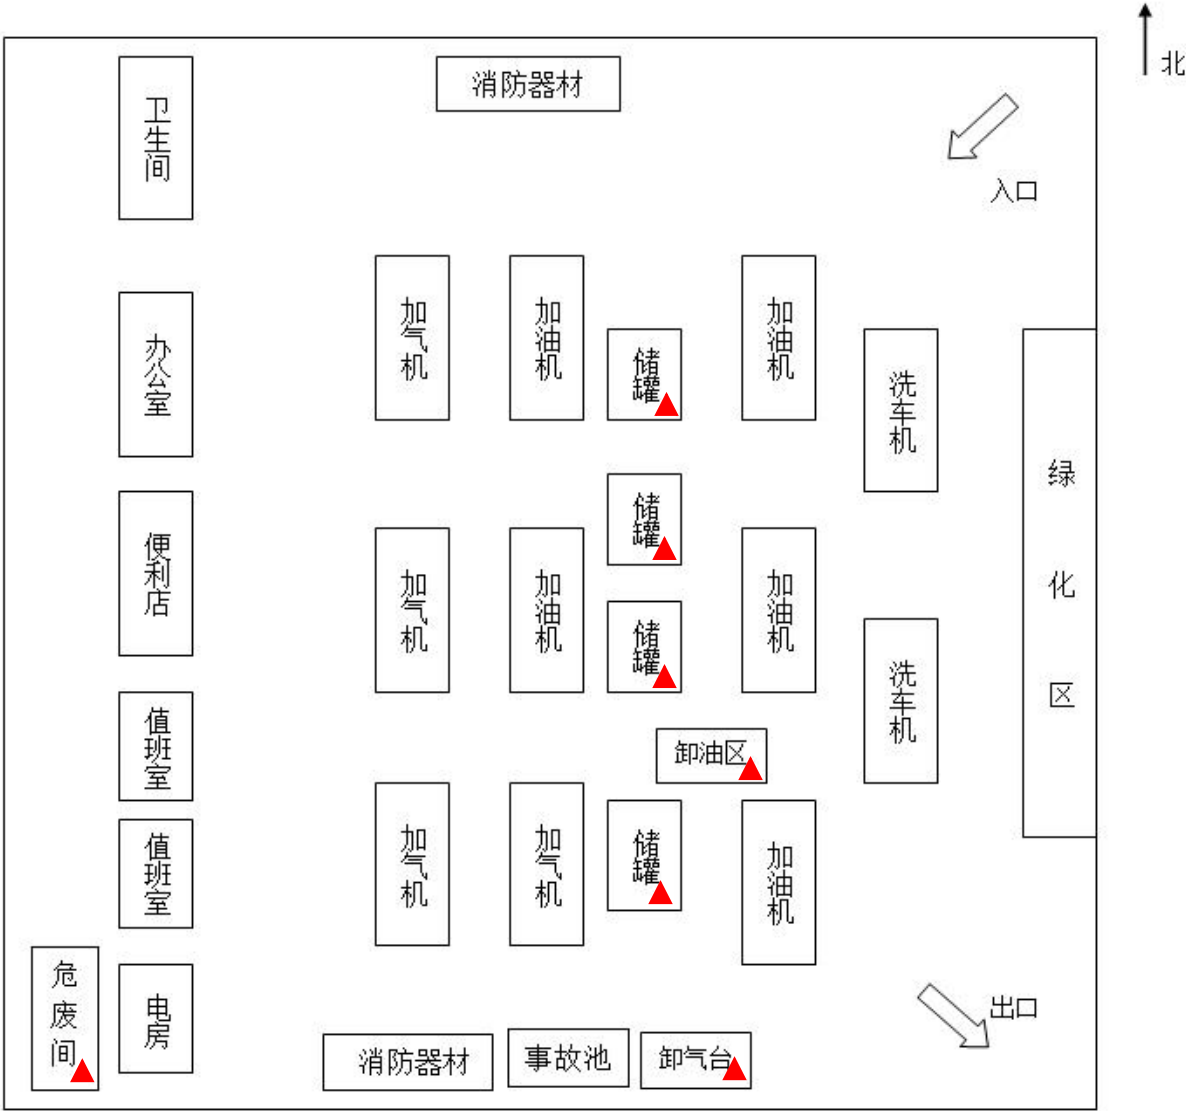 北
消防器材
卫生间
入口
加气机
加油机
加油机
办公室
储罐
洗车机
绿化区
储罐
便利店
加气机
加油机
加油机
储罐
洗车机
值班室
卸油区
加气机
加气机
储罐
加油机
值班室
危废间
电房
出口
消防器材
事故池
卸气台